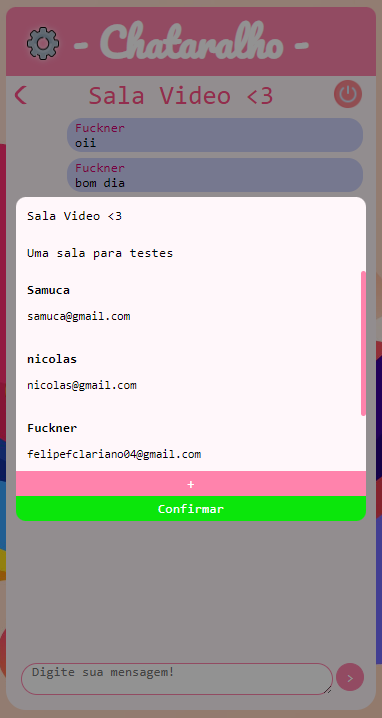 - Chataralho -
Sala Video <3
Fuckner
oii
Fuckner
bom dia
Sala Video <3
Uma sala para testes
Samuca
samuca@gmail.com
nicolas
nicolas@gmail.com
Fuckner
felipefclariano04@gmail.com
+
Confirmar
Digite sua mensagem!
>